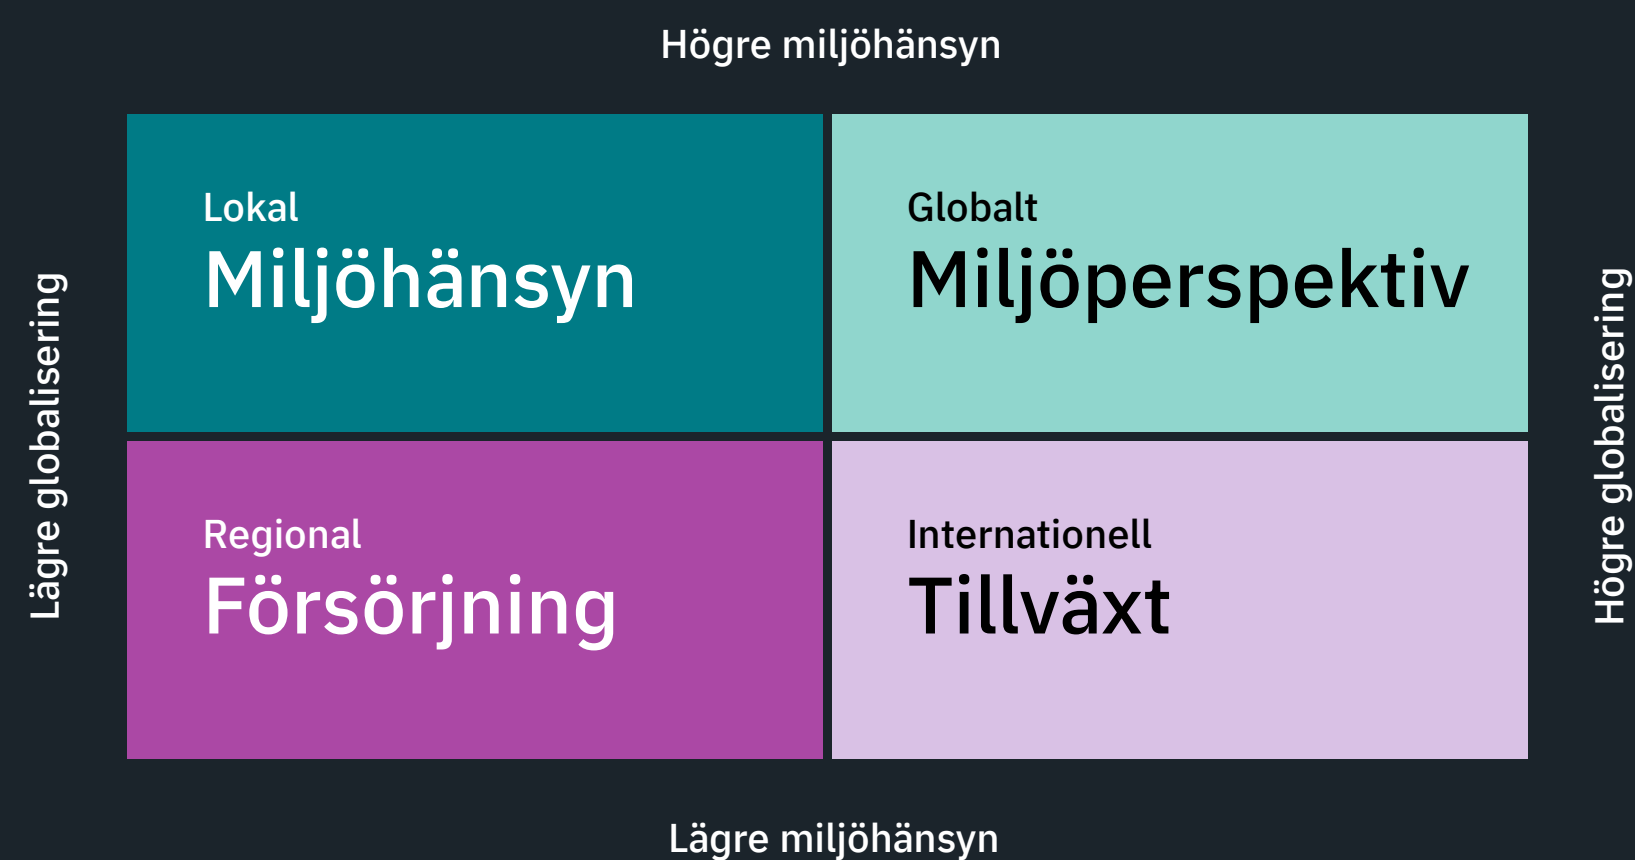 Högre miljöhänsyn
Lägre globalisering
Lokal
Miljöhänsyn
Globalt
Miljöperspektiv
Regional
Försörjning
Internationell
Tillväxt
Högre globalisering
Lägre miljöhänsyn